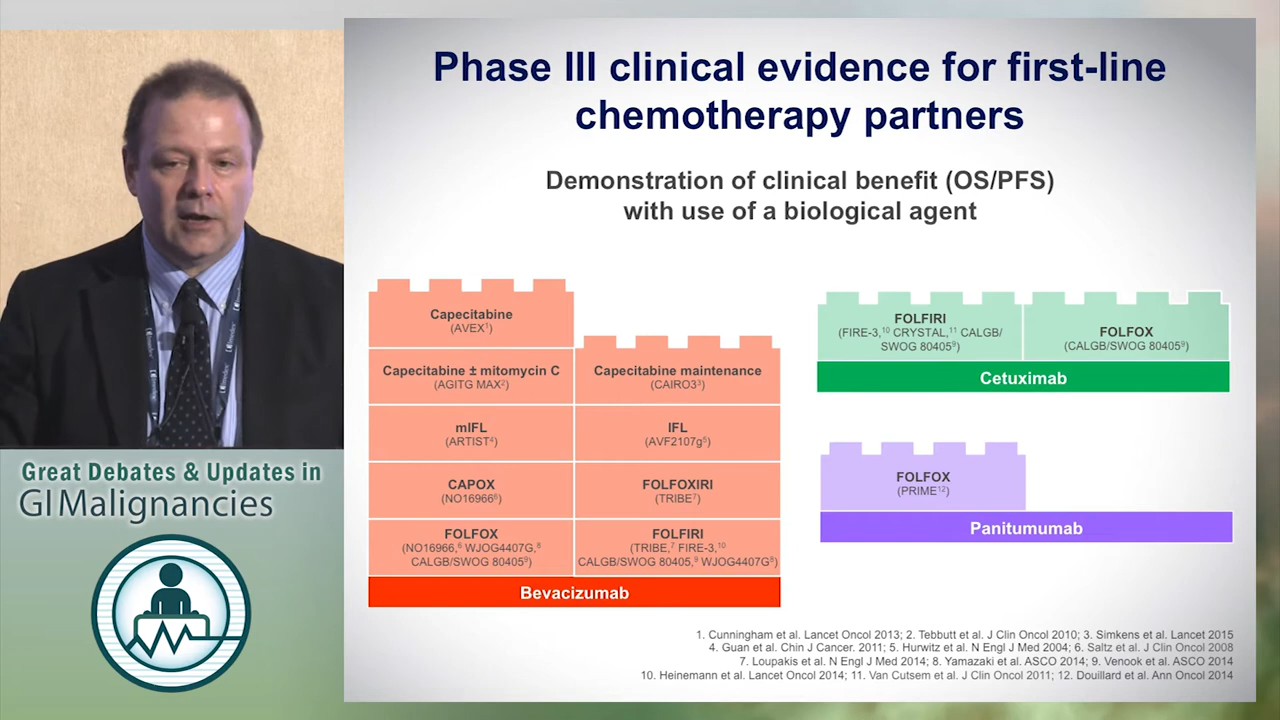 Phase III clinical evidence for first-line
chemotherapy partners
Demonstration of clinical benefit (OS/PFS)
with use of a biological agent
Capecitabine
(AVEX¹)
Capecitabine ± mitomycin C
(AGITG MAX²)
Capecitabine maintenance
(CAIRO3³)
mIFL
(ARTIST⁴)
IFL
(AVF2107g⁵)
CAPOX
(NO16966⁶)
FOLFOXIRI
(TRIBE⁷)
FOLFOX
(NO16966,⁶ WJOG4407G,⁸
CALGB/SWOG 80405⁹)
FOLFIRI
(TRIBE,⁷ FIRE-3,¹⁰
CALGB/SWOG 80405,⁹ WJOG4407G⁸)
Bevacizumab
FOLFIRI
(FIRE-3,¹⁰ CRYSTAL,¹¹ CALGB/
SWOG 80405⁹)
FOLFOX
(CALGB/SWOG 80405⁹)
Cetuximab
FOLFOX
(PRIME¹²)
Panitumumab
1. Cunningham et al. Lancet Oncol 2013; 2. Tebbutt et al. J Clin Oncol 2010; 3. Simkens et al. Lancet 2015
4. Guan et al. Chin J Cancer. 2011; 5. Hurwitz et al. N Engl J Med 2004; 6. Saltz et al. J Clin Oncol 2008
7. Loupakis et al. N Engl J Med 2014; 8. Yamazaki et al. ASCO 2014; 9. Venook et al. ASCO 2014
10. Heinemann et al. Lancet Oncol 2014; 11. Van Cutsem et al. J Clin Oncol 2011; 12. Douillard et al. Ann Oncol 2014
Great Debates & Updates in
GI Malignancies